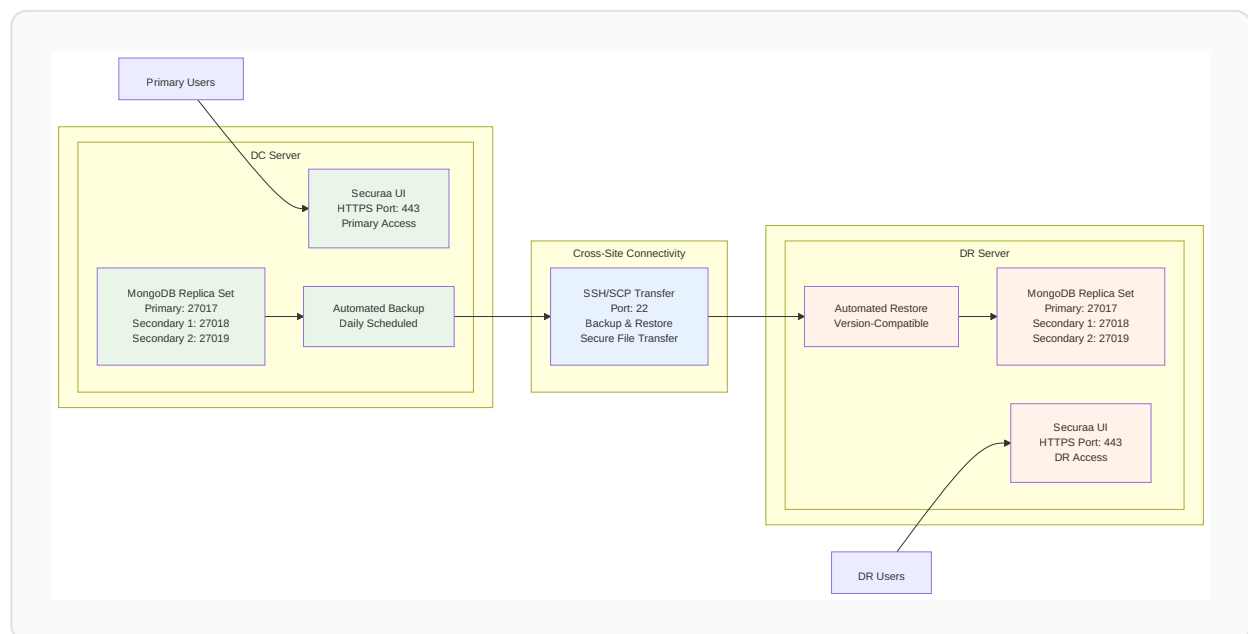 Primary Users
DC Server
Securaa UI
HTTPS Port: 443
Primary Access
MongoDB Replica Set
Primary: 27017
Secondary 1: 27018
Secondary 2: 27019
Automated Backup
Daily Scheduled
Cross-Site Connectivity
SSH/SCP Transfer
Port: 22
Backup & Restore
Secure File Transfer
DR Server
Automated Restore
Version-Compatible
MongoDB Replica Set
Primary: 27017
Secondary 1: 27018
Secondary 2: 27019
Securaa UI
HTTPS Port: 443
DR Access
DR Users